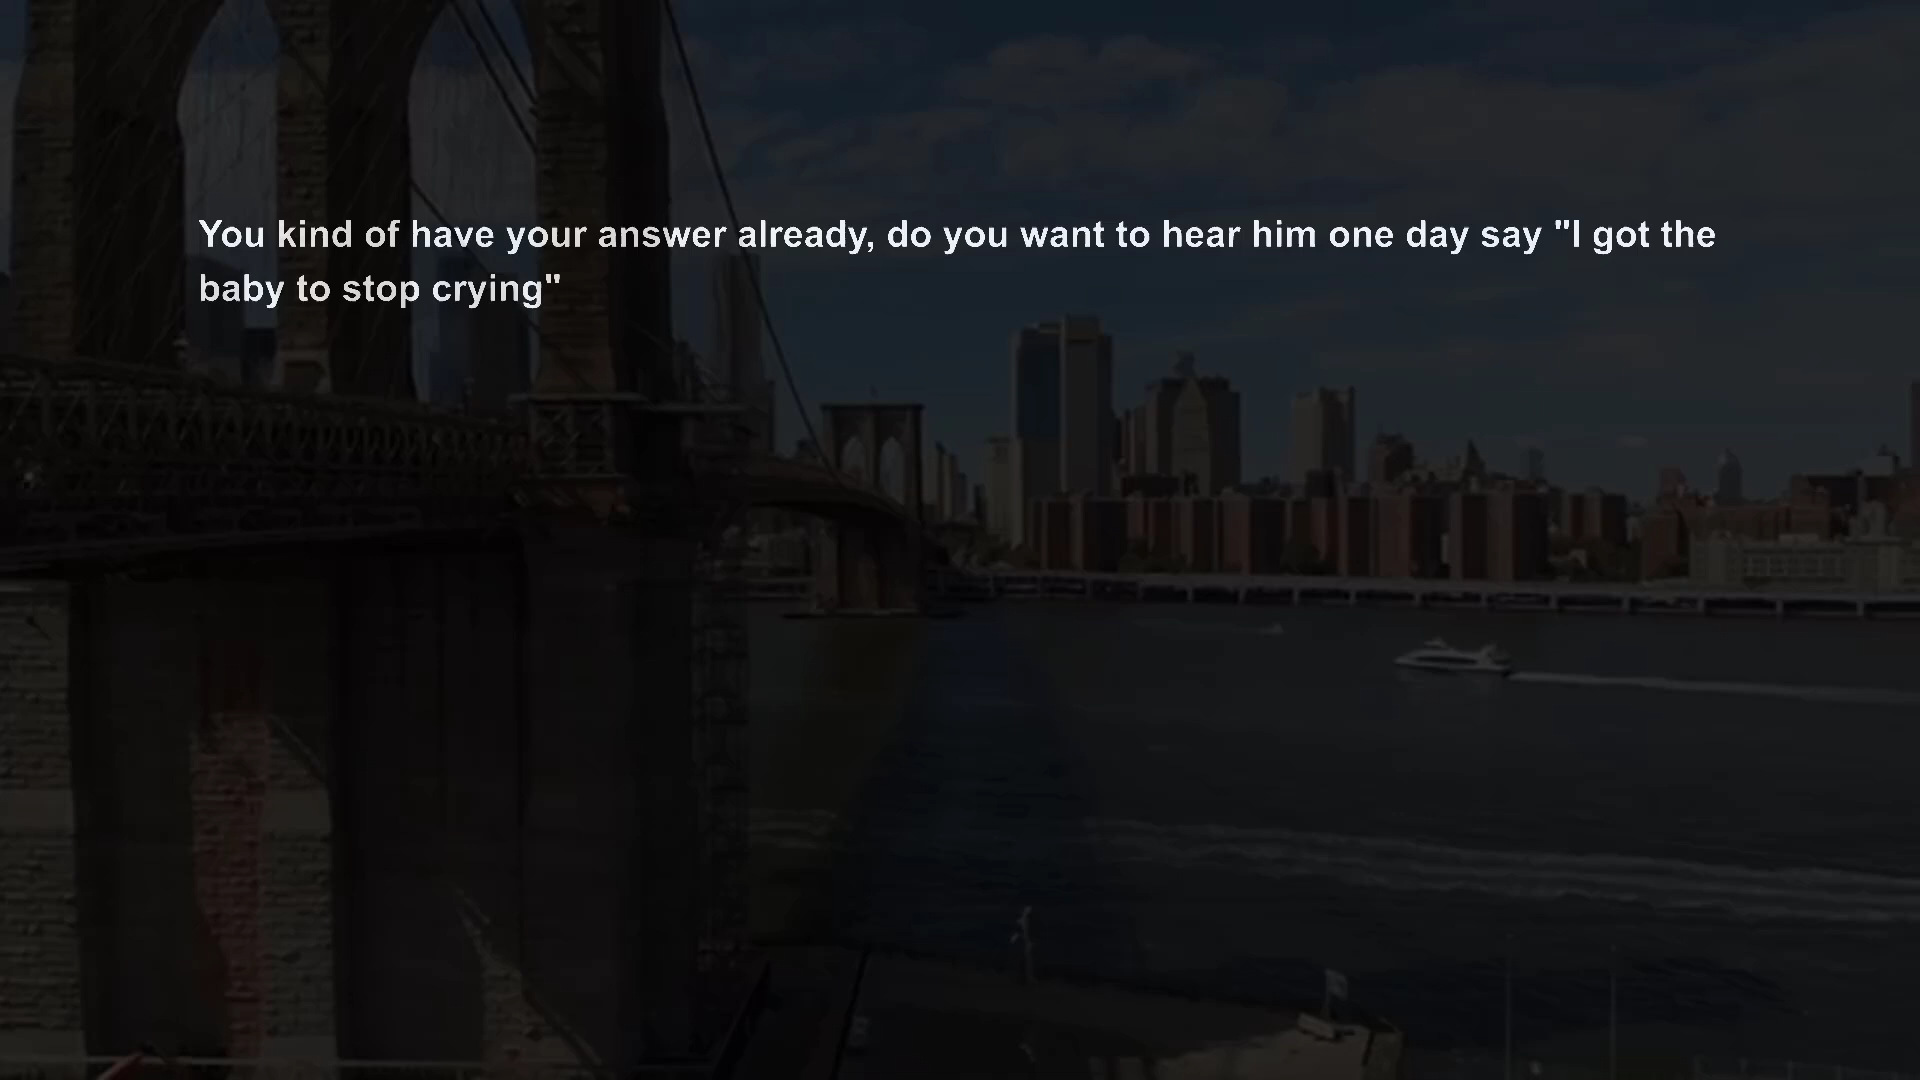 You kind of have your answer already, do you want to hear him one day say "I got the
baby to stop crying"